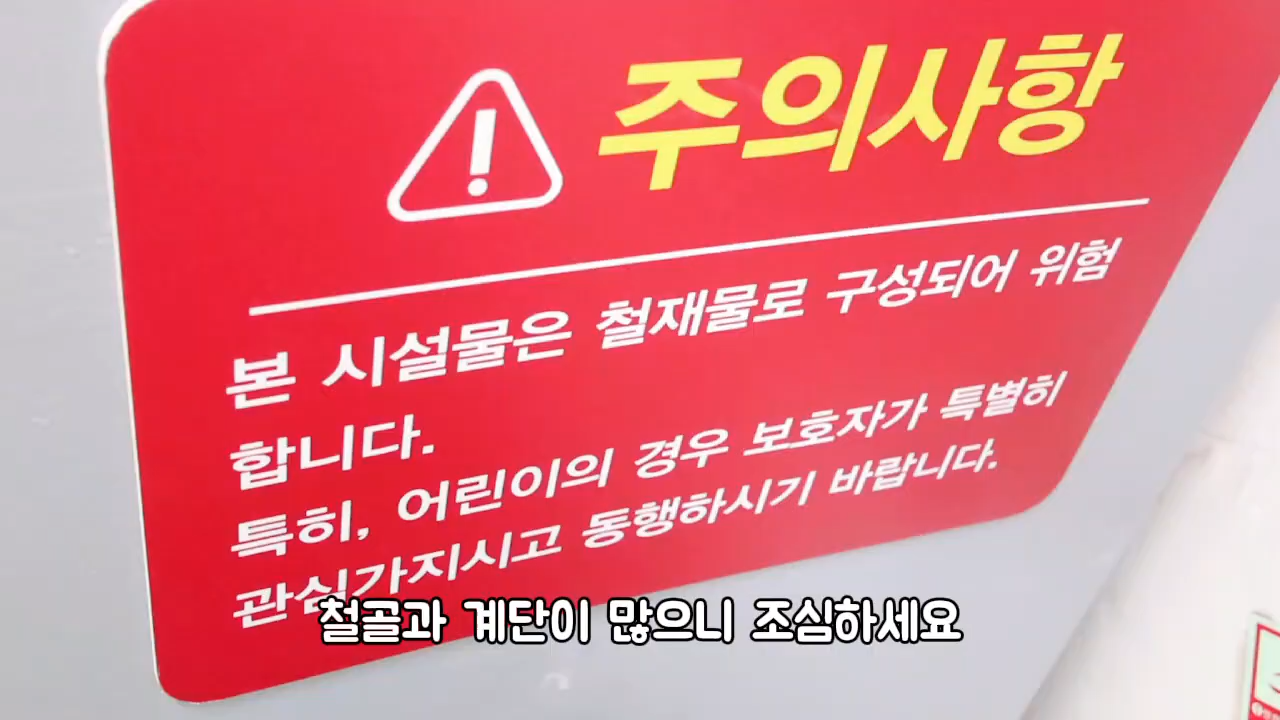 주의사항
본 시설물은 철재물로 구성되어 위험
합니다.
특히, 어린이의 경우 보호자가 특별히
관심가지시고 동행하시기 바랍니다.
철골과 계단이 많으니 조심하세요